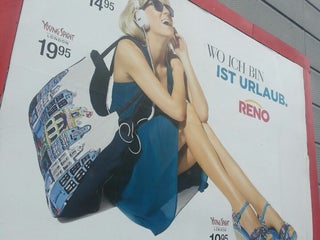 14.95
YOUNG SPIRIT
LONDON
19.95
WO ICH BIN
IST URLAUB.
RENO
YOUNG SPIRIT
LONDON